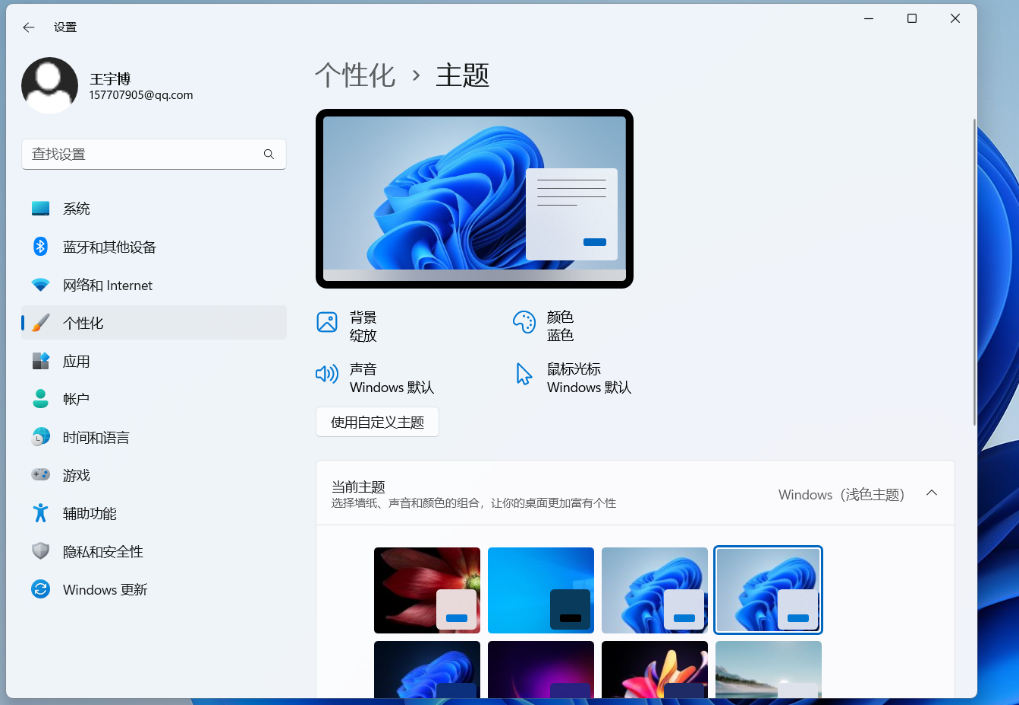 设置
王宇博
157707905@qq.com
查找设置
系统
蓝牙和其他设备
网络和 Internet
个性化
应用
帐户
时间和语言
游戏
辅助功能
隐私和安全性
Windows 更新
个性化 › 主题
背景
绽放
颜色
蓝色
声音
Windows 默认
鼠标光标
Windows 默认
使用自定义主题
当前主题
选择墙纸、声音和颜色的组合，让你的桌面更加富有个性
Windows（浅色主题）